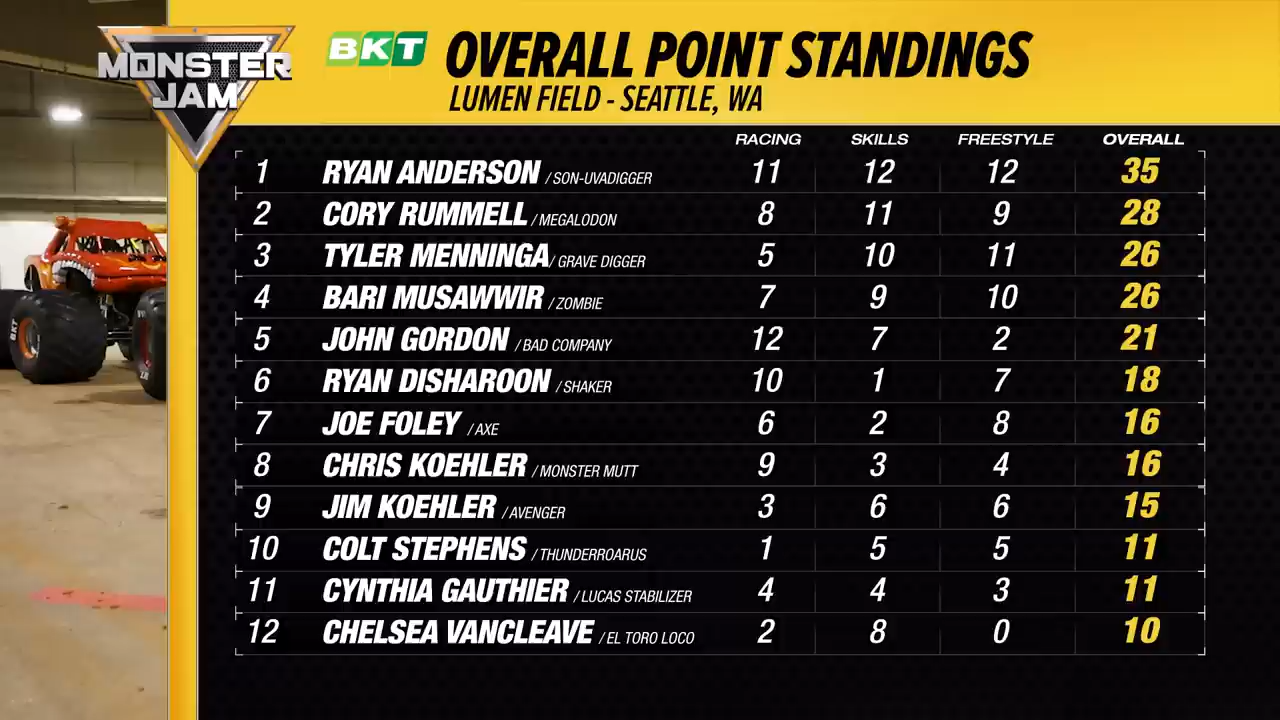 MONSTER JAM
BKT OVERALL POINT STANDINGS
LUMEN FIELD - SEATTLE, WA
RACING SKILLS FREESTYLE OVERALL
1 RYAN ANDERSON / SON-UVADIGGER 11 12 12 35
2 CORY RUMMELL / MEGALODON 8 11 9 28
3 TYLER MENNINGA / GRAVE DIGGER 5 10 11 26
4 BARI MUSAWWIR / ZOMBIE 7 9 10 26
5 JOHN GORDON / BAD COMPANY 12 7 2 21
6 RYAN DISHAROON / SHAKER 10 1 7 18
7 JOE FOLEY / AXE 6 2 8 16
8 CHRIS KOEHLER / MONSTER MUTT 9 3 4 16
9 JIM KOEHLER / AVENGER 3 6 6 15
10 COLT STEPHENS / THUNDERROARUS 1 5 5 11
11 CYNTHIA GAUTHIER / LUCAS STABILIZER 4 4 3 11
12 CHELSEA VANCLEAVE / EL TORO LOCO 2 8 0 10
BKT